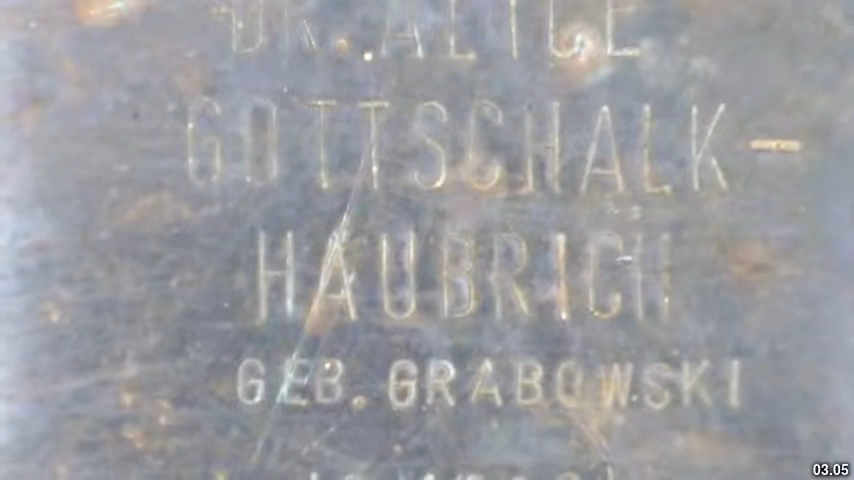 DR. ALICE
GOTTSCHALK-
HAUBRICH
GEB. GRABOWSKI
03.05